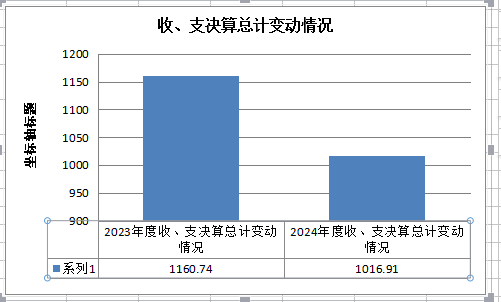 收、支决算总计变动情况
坐标轴标题
1200
1150
1100
1050
1000
950
900
2023年度收、支决算总计变动
情况
2024年度收、支决算总计变动
情况
系列1 1160.74 1016.91